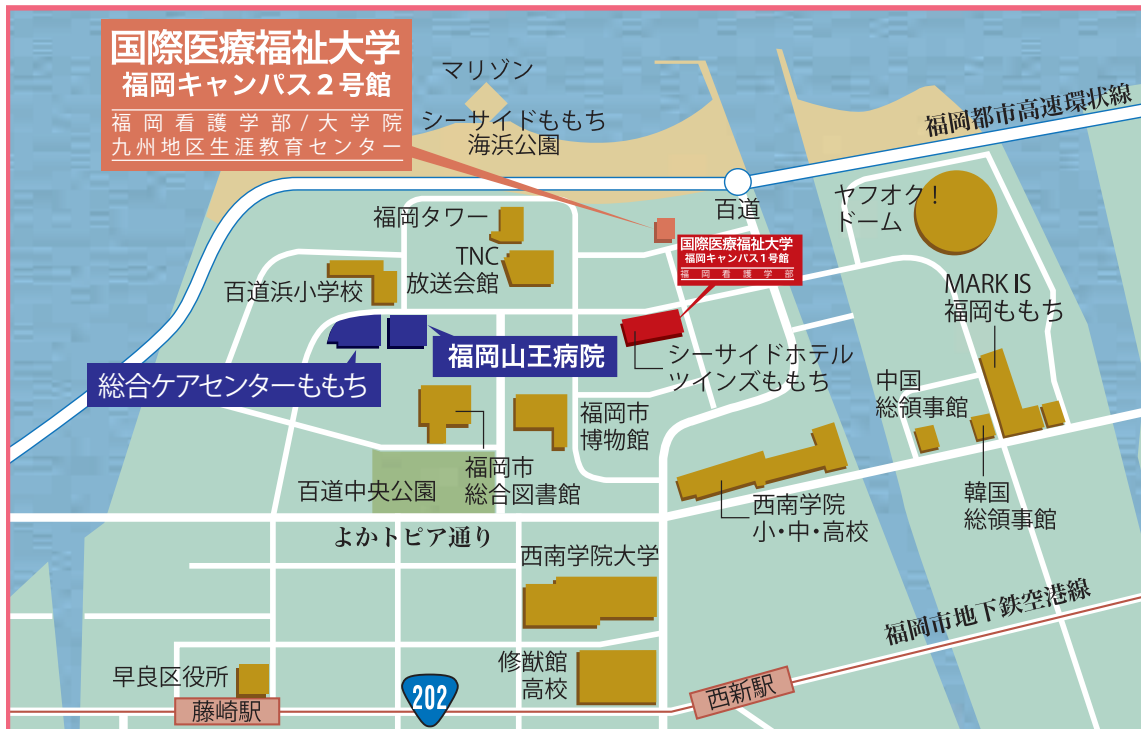 国際医療福祉大学
福岡キャンパス2号館
福岡看護学部/大学院
九州地区生涯教育センター
マリゾン
シーサイドももち
海浜公園
福岡都市高速環状線
百道
ヤフオク!
ドーム
福岡タワー
TNC
放送会館
国際医療福祉大学
福岡キャンパス1号館
福岡看護学部
百道浜小学校
MARK IS
福岡ももち
福岡山王病院
総合ケアセンターももち
シーサイドホテル
ツインズももち
中国
総領事館
福岡市
博物館
福岡市
総合図書館
百道中央公園
西南学院
小・中・高校
韓国
総領事館
よかトピア通り
西南学院大学
福岡市地下鉄空港線
修猷館
高校
早良区役所
藤崎駅
202
西新駅